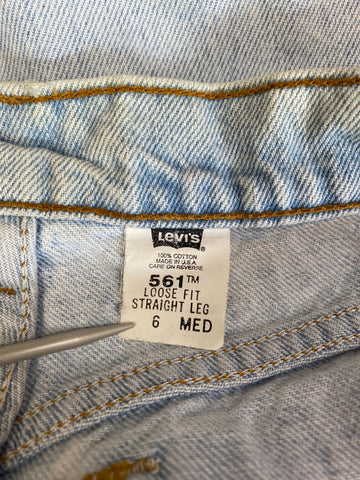 Levi's
100% COTTON
MADE IN U.S.A
CARE ON REVERSE
561™
LOOSE FIT
STRAIGHT LEG
6 MED